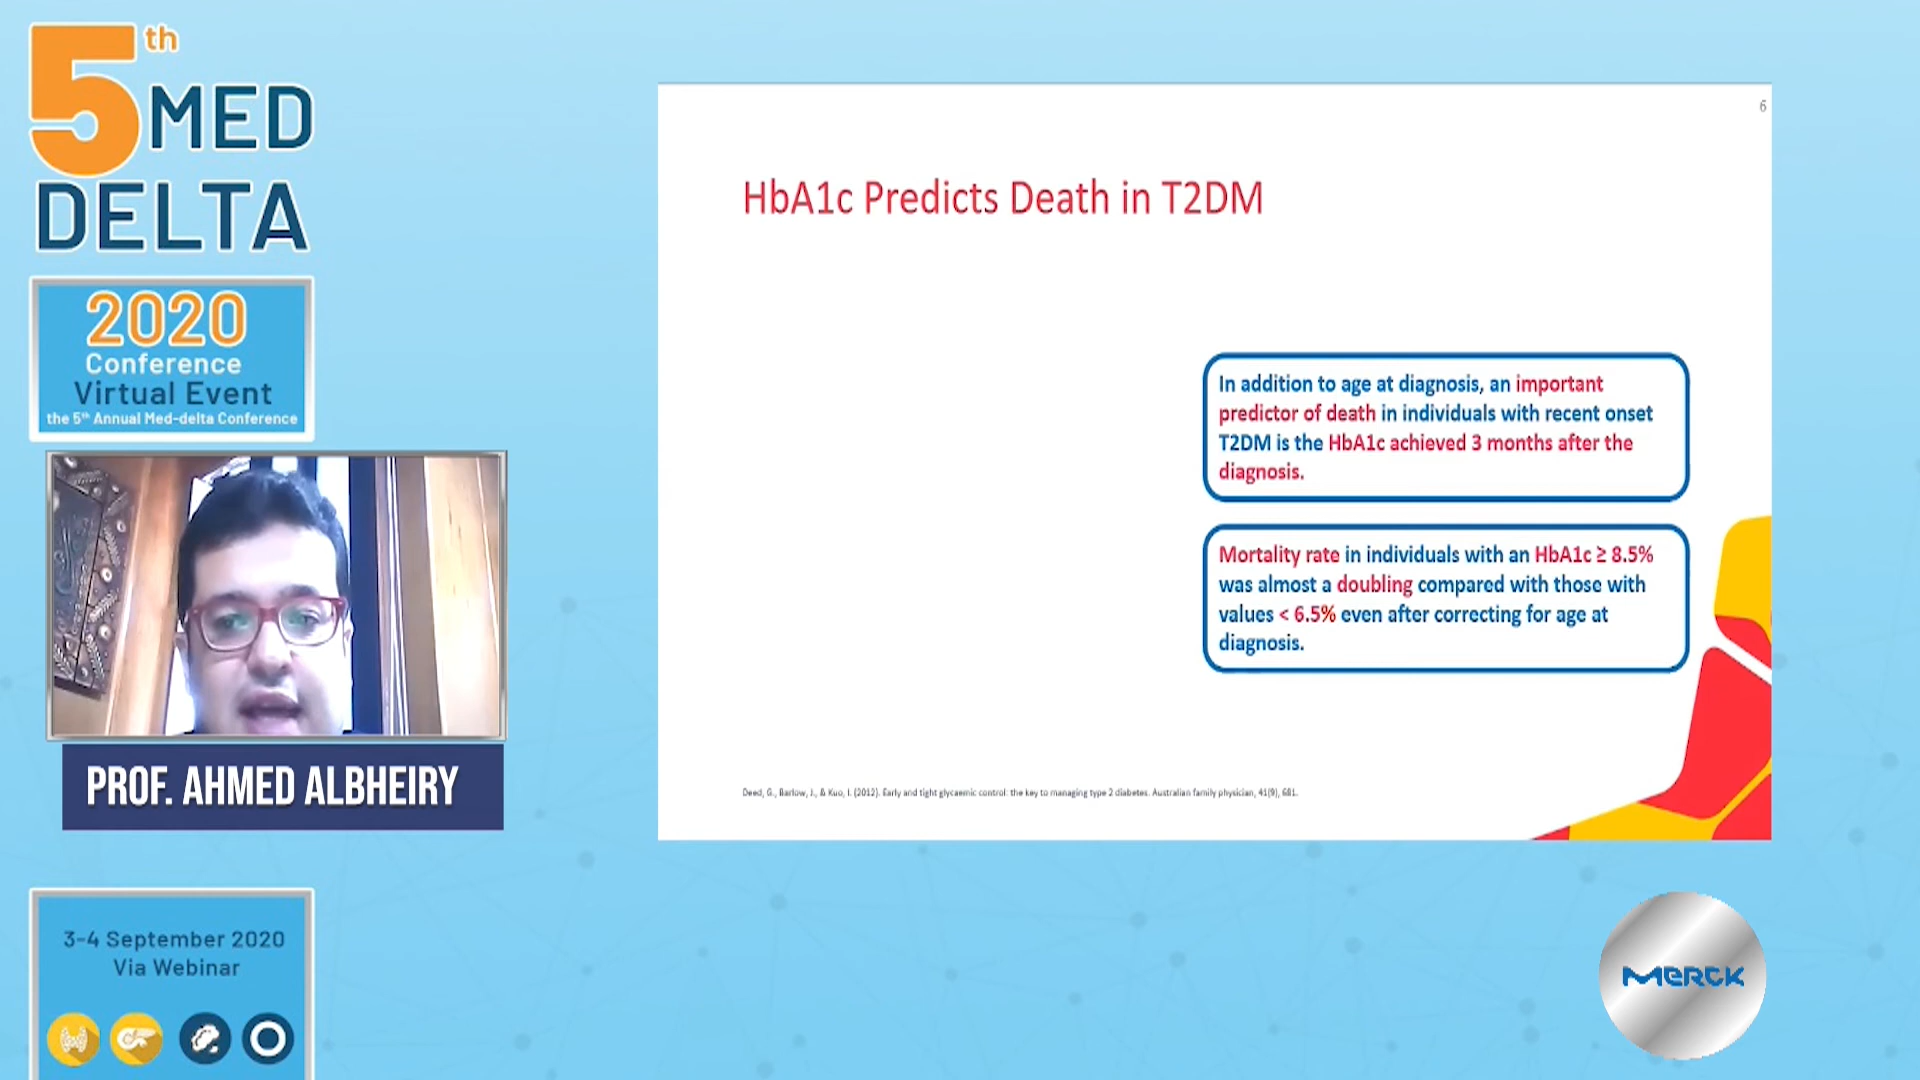 5th MED
DELTA
2020
Conference
Virtual Event
the 5th Annual Med-delta Conference
PROF. AHMED ALBHEIRY
3-4 September 2020
Via Webinar
6
HbA1c Predicts Death in T2DM
In addition to age at diagnosis, an important
predictor of death in individuals with recent onset
T2DM is the HbA1c achieved 3 months after the
diagnosis.
Mortality rate in individuals with an HbA1c ≥ 8.5%
was almost a doubling compared with those with
values < 6.5% even after correcting for age at
diagnosis.
Deed, G., Barlow, J., & Kuo, I. (2012). Early and tight glycaemic control: the key to managing type 2 diabetes. Australian family physician, 41(9), 681.
MERCK